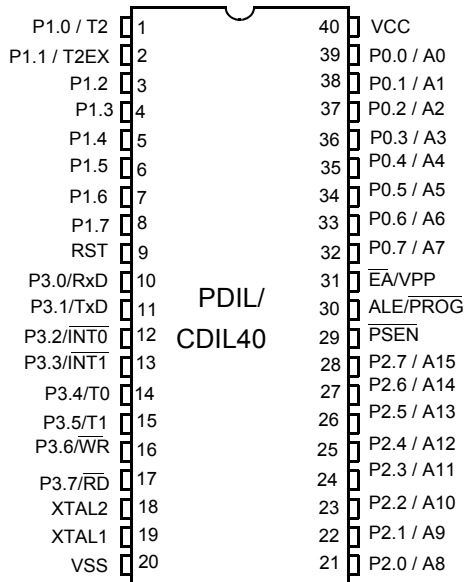 P1.0 / T2 1 40 VCC
P1.1 / T2EX 2 39 P0.0 / A0
P1.2 3 38 P0.1 / A1
P1.3 4 37 P0.2 / A2
P1.4 5 36 P0.3 / A3
P1.5 6 35 P0.4 / A4
P1.6 7 34 P0.5 / A5
P1.7 8 33 P0.6 / A6
RST 9 32 P0.7 / A7
P3.0/RxD 10 31 E̅A̅/VPP
P3.1/TxD 11 PDIL/ 30 ALE/P̅R̅O̅G̅
P3.2/I̅N̅T̅0̅ 12 CDIL40 29 P̅S̅E̅N̅
P3.3/I̅N̅T̅1̅ 13 28 P2.7 / A15
P3.4/T0 14 27 P2.6 / A14
P3.5/T1 15 26 P2.5 / A13
P3.6/W̅R̅ 16 25 P2.4 / A12
P3.7/R̅D̅ 17 24 P2.3 / A11
XTAL2 18 23 P2.2 / A10
XTAL1 19 22 P2.1 / A9
VSS 20 21 P2.0 / A8